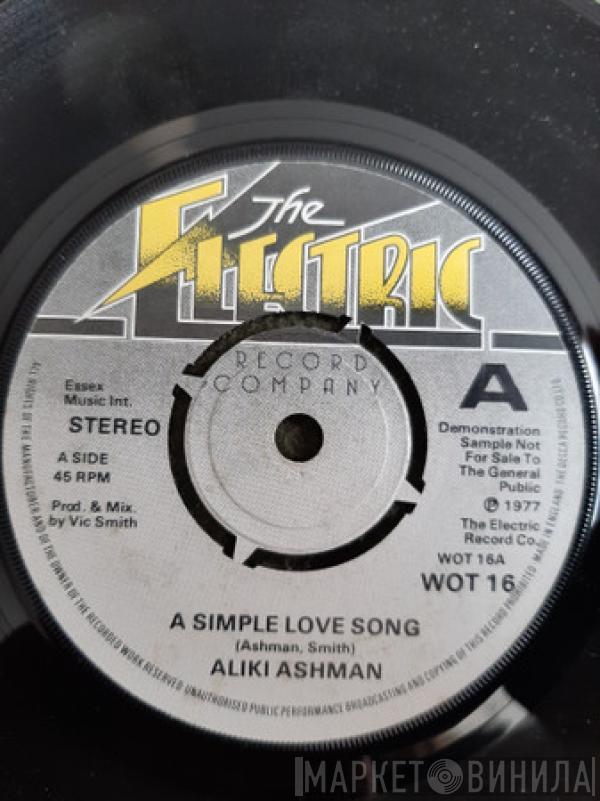 The
ELECTRIC
RECORD
COMPANY
A
Essex
Music Int.
STEREO
A SIDE
45 RPM
Prod. & Mix.
by Vic Smith
Demonstration
Sample Not
For Sale To
The General
Public
℗ 1977
The Electric
Record Co.
WOT 16A
WOT 16
A SIMPLE LOVE SONG
(Ashman, Smith)
ALIKI ASHMAN
ALL RIGHTS OF THE MANUFACTURER AND OF THE OWNER OF THE RECORDED WORK RESERVED UNAUTHORISED PUBLIC PERFORMANCE BROADCASTING AND COPYING OF THIS RECORD PROHIBITED MADE IN ENGLAND THE DECCA RECORD CO LTD
МАРКЕТ ВИНИЛА